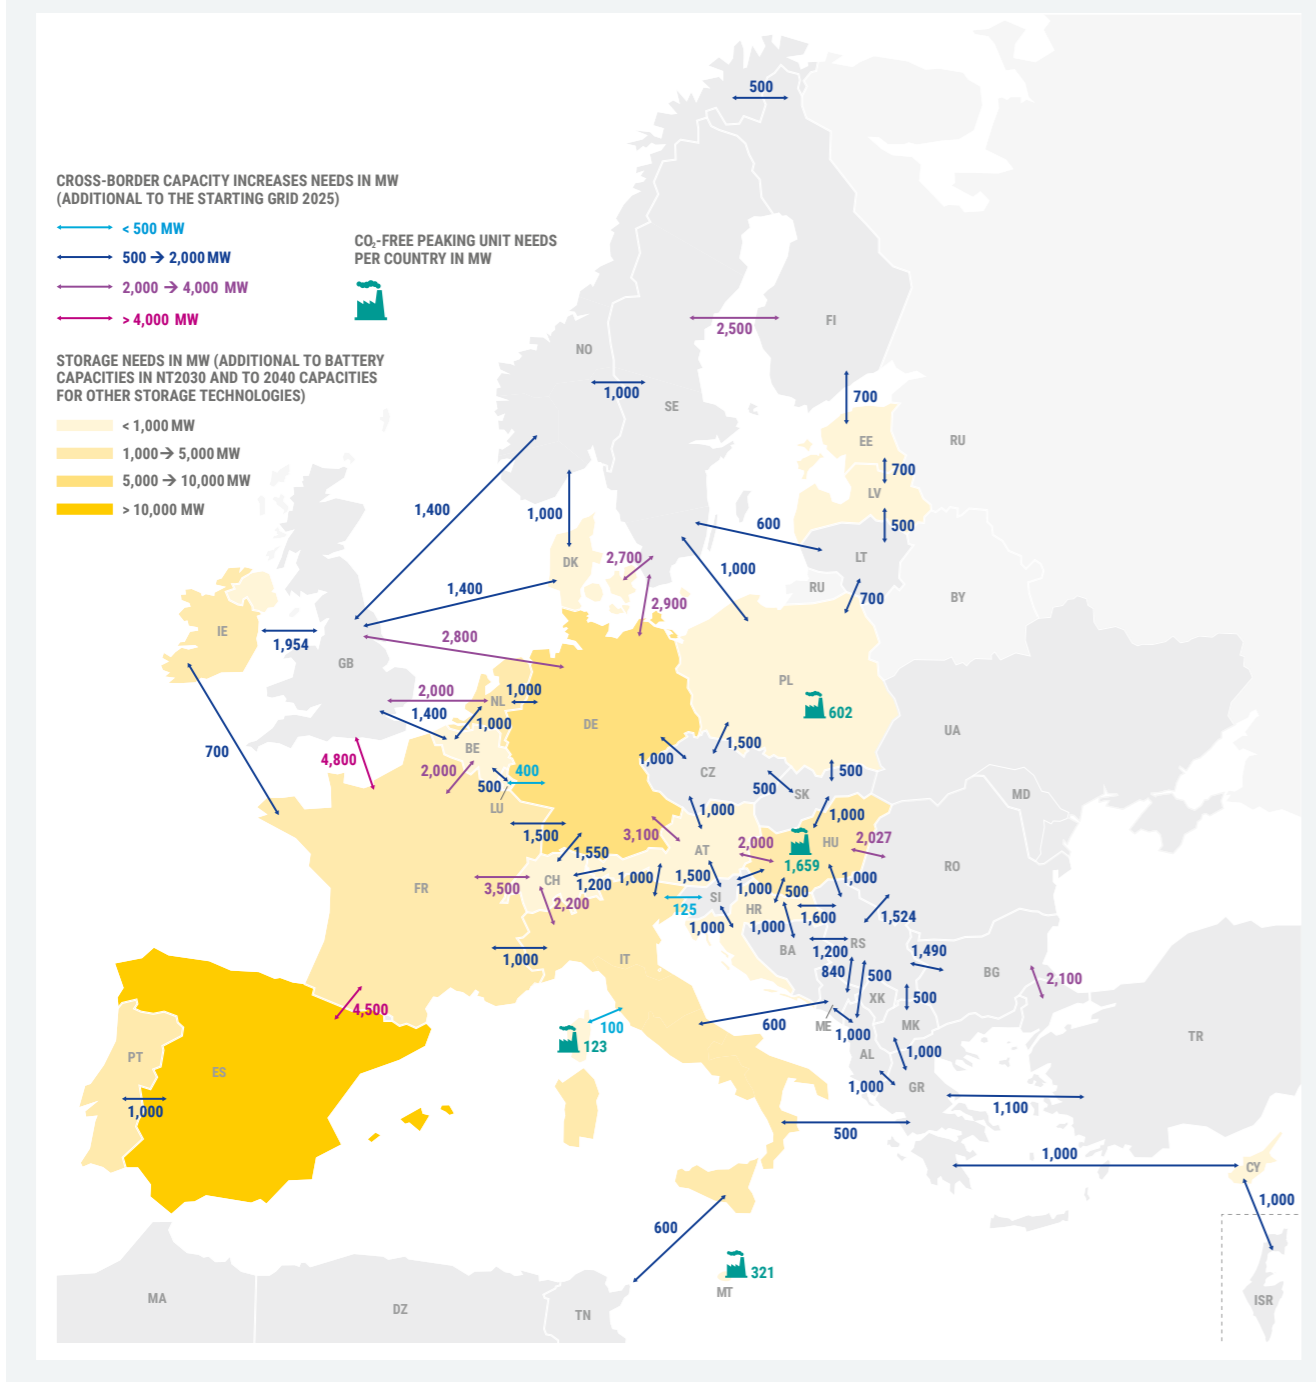 CROSS-BORDER CAPACITY INCREASES NEEDS IN MW
(ADDITIONAL TO THE STARTING GRID 2025)
< 500 MW
500 → 2,000 MW
2,000 → 4,000 MW
> 4,000 MW
CO₂-FREE PEAKING UNIT NEEDS
PER COUNTRY IN MW
STORAGE NEEDS IN MW (ADDITIONAL TO BATTERY
CAPACITIES IN NT2030 AND TO 2040 CAPACITIES
FOR OTHER STORAGE TECHNOLOGIES)
< 1,000 MW
1,000 → 5,000 MW
5,000 → 10,000 MW
> 10,000 MW
500
2,500
FI
NO
1,000
SE
700
EE
RU
700
LV
1,400
1,000
600
500
LT
2,700
DK
1,000
RU
700
BY
1,400
2,900
IE
1,954
2,800
GB
PL
2,000
1,000
NL
602
1,400
1,000
DE
UA
700
BE
1,500
4,800
2,000
400
1,000
CZ
500
500
500
SK
MD
LU
1,000
1,000
1,500
3,100
2,000
HU
2,027
1,550
AT
1,659
RO
FR
3,500
CH
1,200
1,000
1,500
1,000
500
1,000
2,200
125
SI
HR
1,600
1,524
1,000
1,000
BA
1,200
RS
1,490
1,000
IT
840
500
BG
2,100
XK
500
4,500
100
600
ME
1,000
MK
TR
123
PT
ES
AL
1,000
1,000
GR
1,000
1,100
500
1,000
CY
1,000
600
321
MT
MA
DZ
TN
ISR